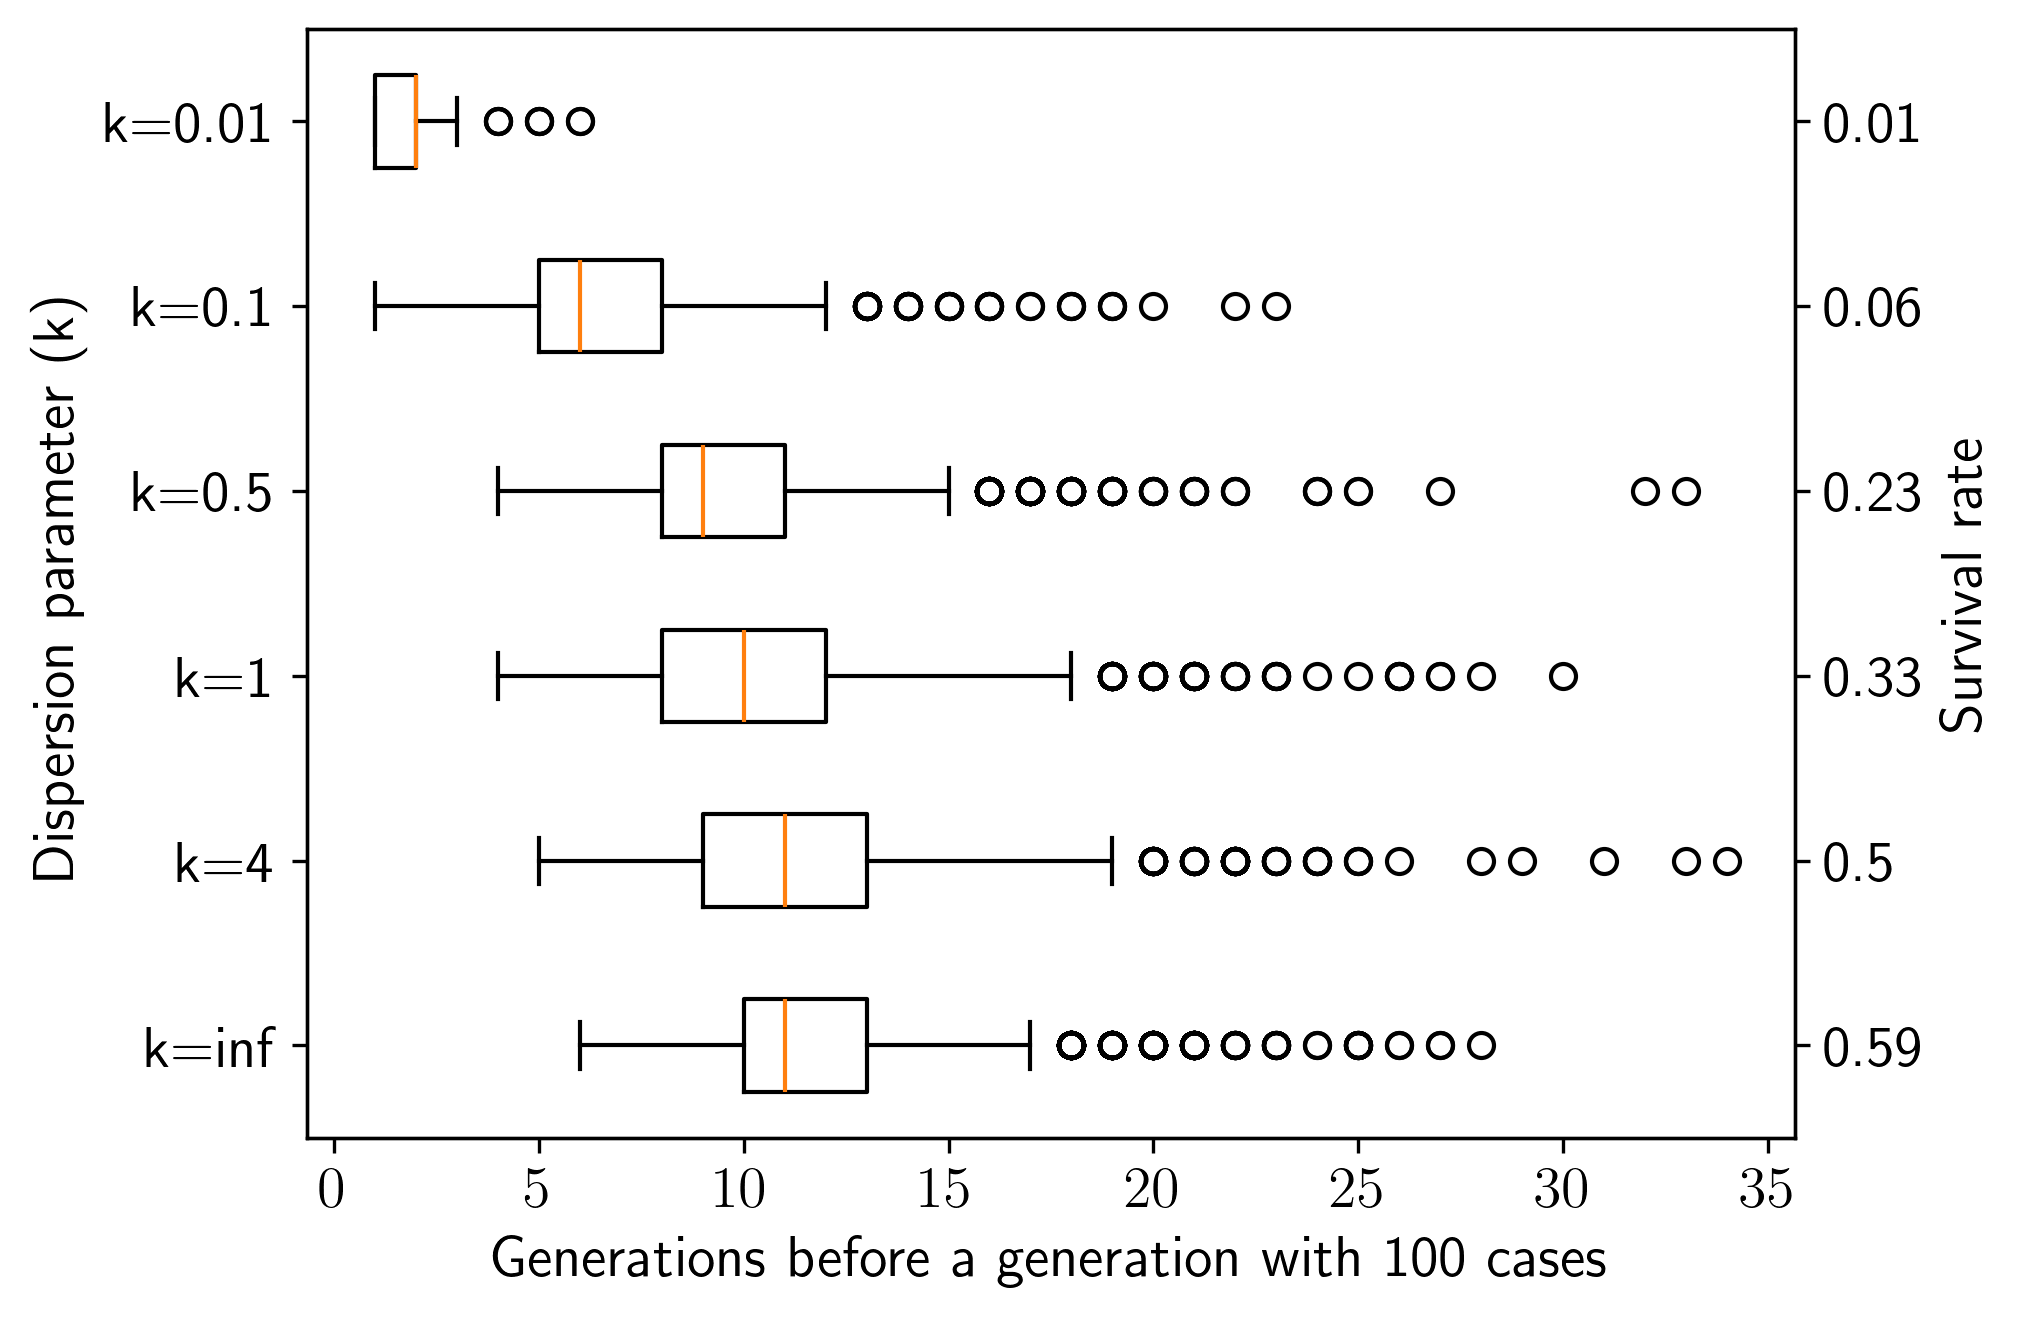 k=0.01
k=0.1
k=0.5
k=1
k=4
k=inf
Dispersion parameter (k)
0.01
0.06
0.23
0.33
0.5
0.59
Survival rate
0 5 10 15 20 25 30 35
Generations before a generation with 100 cases